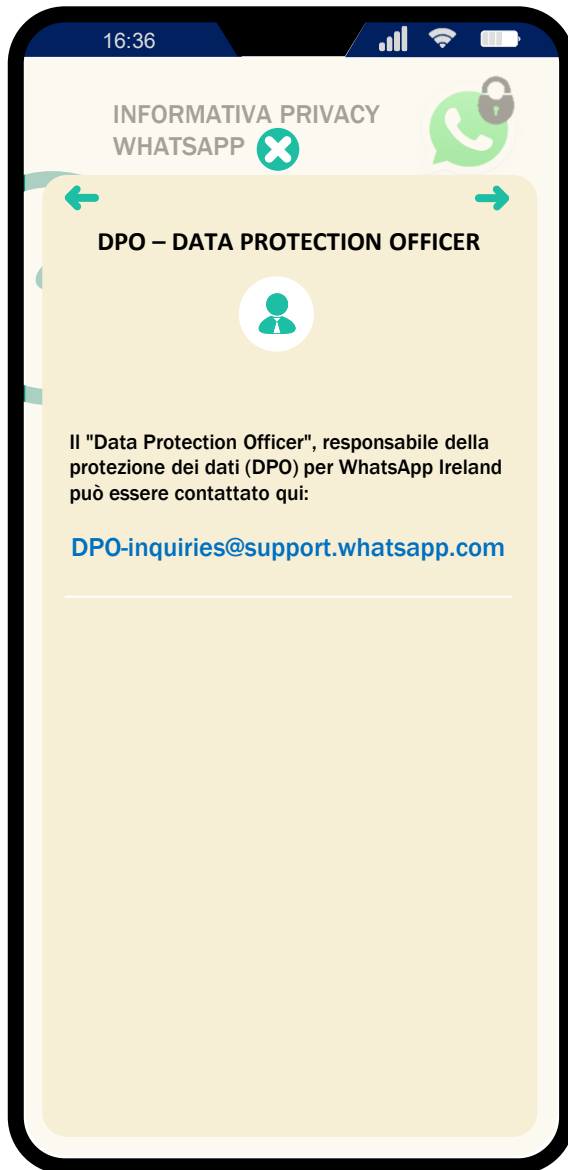 16:36
INFORMATIVA PRIVACY
WHATSAPP
DPO – DATA PROTECTION OFFICER
Il "Data Protection Officer", responsabile della
protezione dei dati (DPO) per WhatsApp Ireland
può essere contattato qui:
DPO-inquiries@support.whatsapp.com